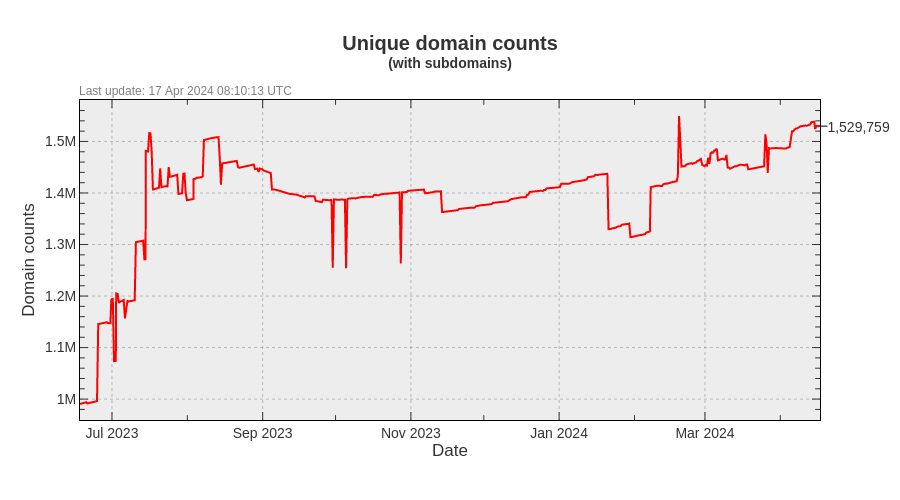 Unique domain counts
(with subdomains)
Last update: 17 Apr 2024 08:10:13 UTC
1.5M
1,529,759
1.4M
1.3M
1.2M
1.1M
1M
Domain counts
Jul 2023 Sep 2023 Nov 2023 Jan 2024 Mar 2024
Date